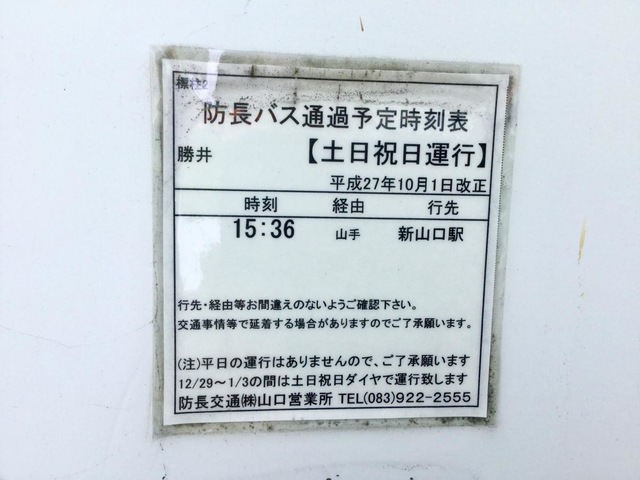 標柱2
防長バス通過予定時刻表
勝井 【土日祝日運行】
平成27年10月1日改正
時刻 経由 行先
15:36 山手 新山口駅
行先・経由等お間違えのないようご確認下さい。
交通事情等で延着する場合がありますのでご了承願います。
(注)平日の運行はありませんので、ご了承願います
12/29～1/3の間は土日祝日ダイヤで運行致します
防長交通㈱山口営業所 TEL(083)922-2555